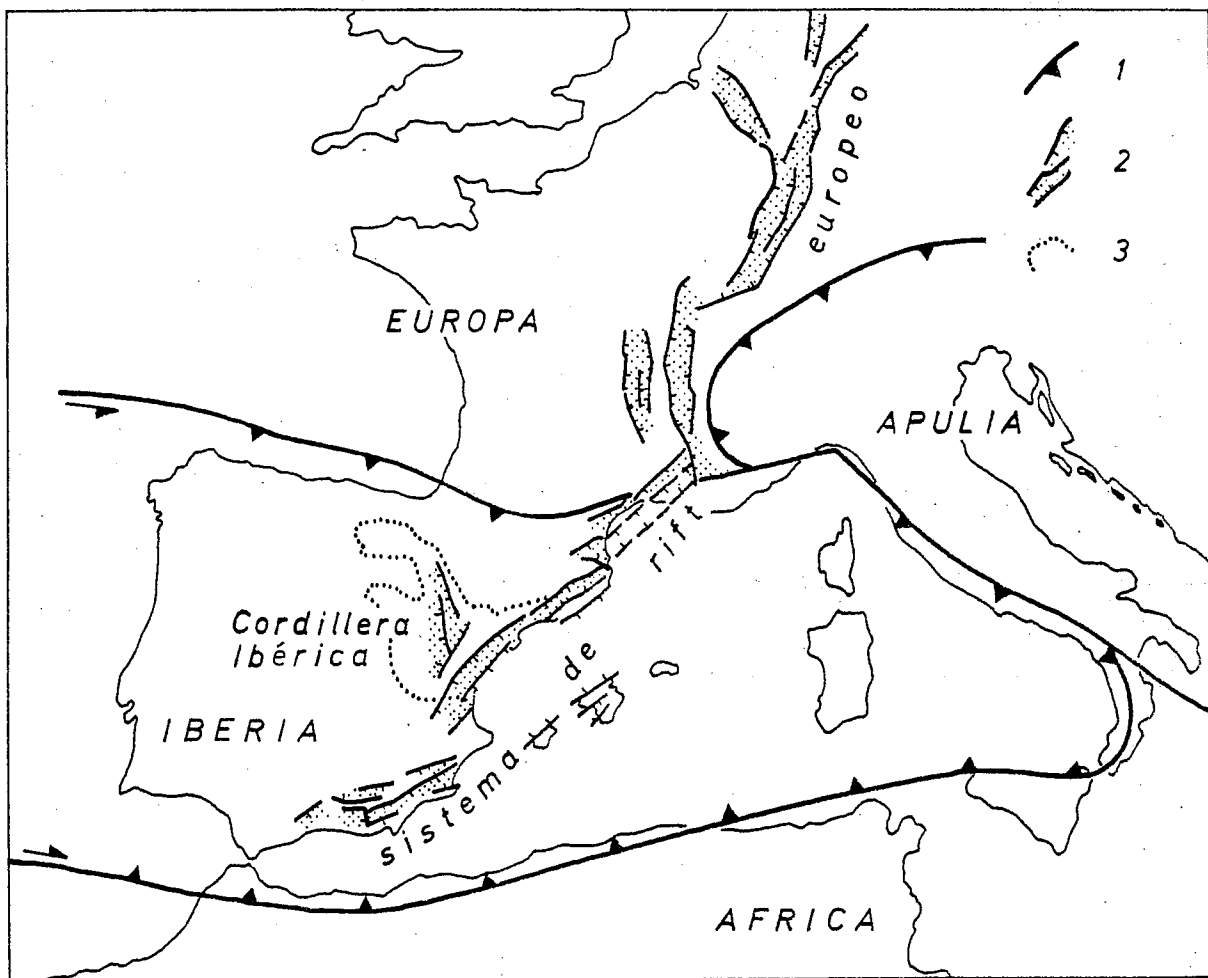 1
2
3
europeo
EUROPA
APULIA
rift
Cordillera
Ibérica
de
IBERIA
sistema
AFRICA